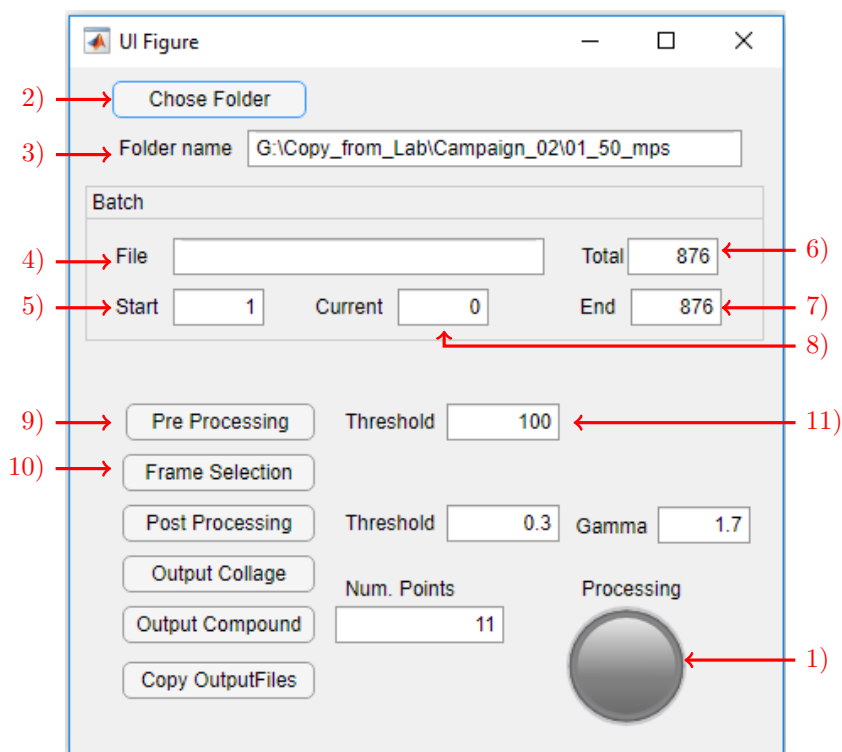 UI Figure
2) Chose Folder
3) Folder name G:\Copy_from_Lab\Campaign_02\01_50_mps
Batch
4) File Total 876 6)
5) Start 1 Current 0 End 876 7)
8)
9) Pre Processing Threshold 100 11)
10) Frame Selection
Post Processing Threshold 0.3 Gamma 1.7
Output Collage
Num. Points Processing
Output Compound 11
1)
Copy OutputFiles